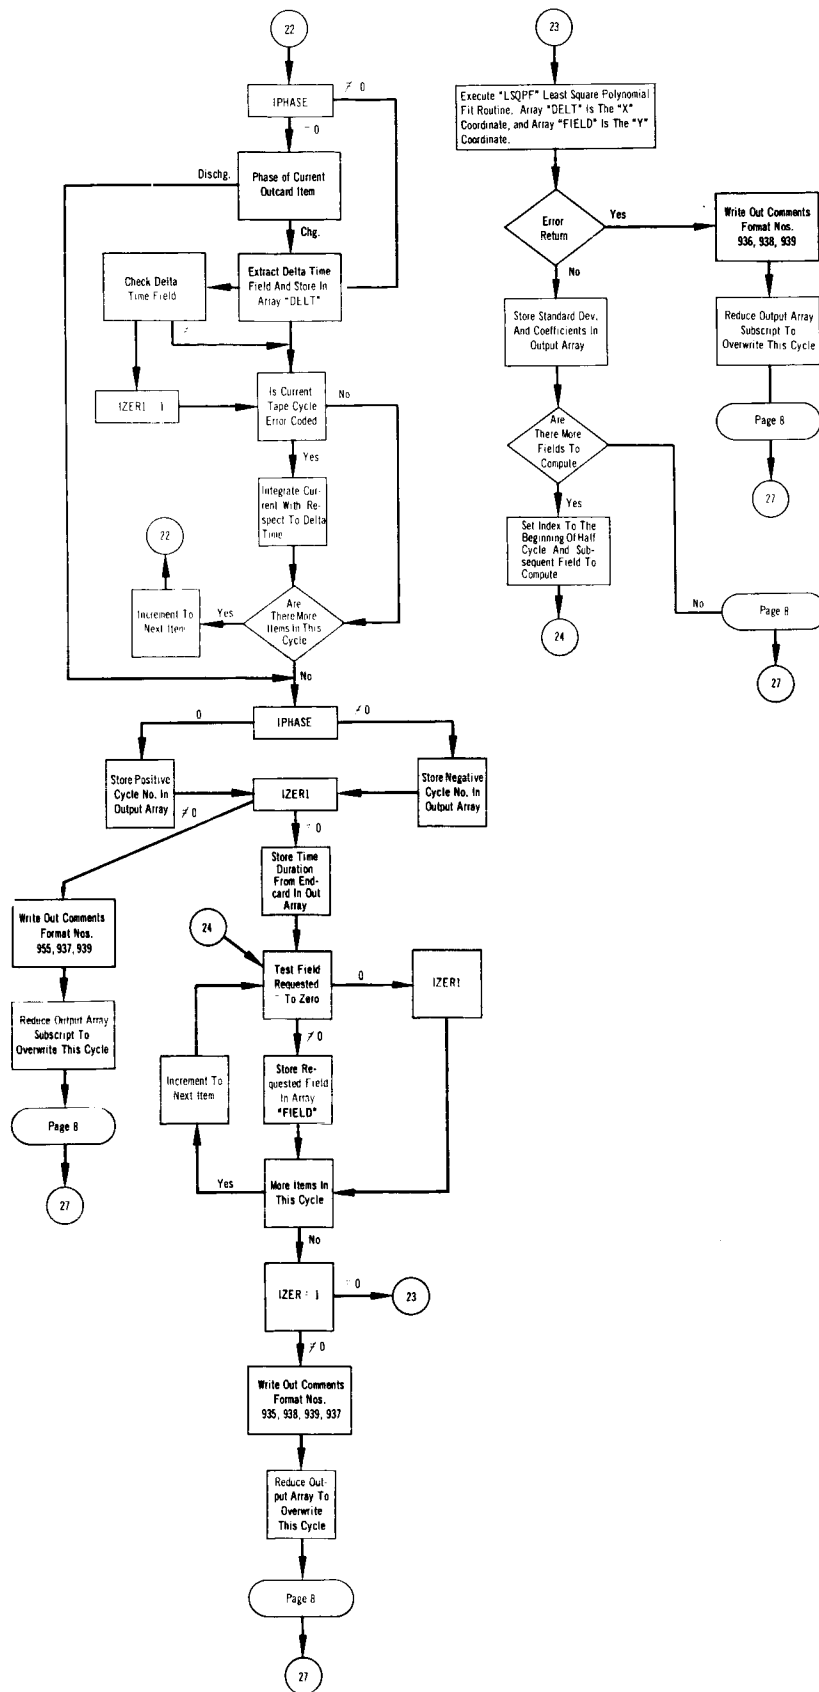 22
≠ 0
IPHASE
= 0
Dischg.
Phase of Current
Outcard Item
Chg.
Check Delta
Time Field
Extract Delta Time
Field And Store In
Array "DELT"
≠
IZER1 1
Is Current
Tape Cycle
Error Coded
No
Yes
Integrate Cur-
rent With Re-
spect To Delta
Time
22
Increment To
Next Item
Yes
Are
There More
Items In This
Cycle
No
0
IPHASE
≠ 0
Store Positive
Cycle No. In
Output Array
≠ 0
IZER1
Store Negative
Cycle No. In
Output Array
= 0
Store Time
Duration
From End-
card In Out
Array
Write Out Comments
Format Nos.
955, 937, 939
24
Test Field
Requested
To Zero
0
IZER1
Reduce Output Array
Subscript To
Overwrite This Cycle
≠ 0
Increment To
Next Item
Store Re-
quested Field
In Array
"FIELD"
Page 8
27
Yes
More Items In
This Cycle
No
IZER 1
= 0
23
≠ 0
Write Out Comments
Format Nos.
935, 938, 939, 937
Reduce Out-
put Array To
Overwrite
This Cycle
Page 8
27
23
Execute "LSQPF" Least Square Polynomial
Fit Routine. Array "DELT" Is The "X"
Coordinate, and Array "FIELD" Is The "Y"
Coordinate.
Error
Return
Yes
Write Out Comments
Format Nos.
936, 938, 939
No
Store Standard Dev.
And Coefficients In
Output Array
Reduce Output Array
Subscript To
Overwrite This Cycle
Page 8
27
Are
There More
Fields To
Compute
Yes
Set Index To The
Beginning Of Half
Cycle And Sub-
sequent Field To
Compute
24
No
Page 8
27